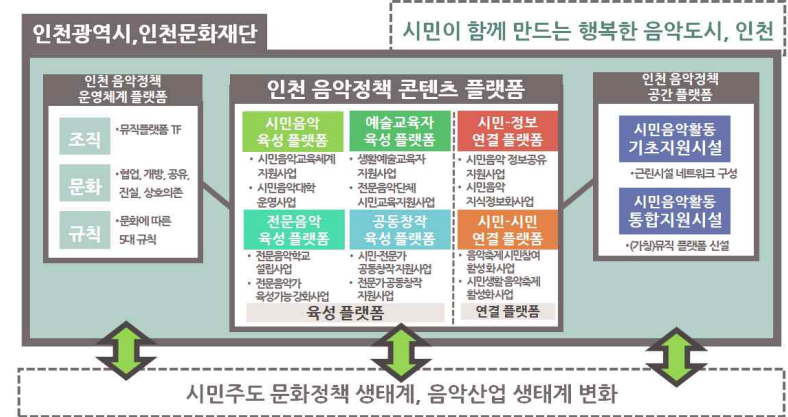 인천광역시,인천문화재단
시민이 함께 만드는 행복한 음악도시, 인천
인천 음악정책
운영체계 플랫폼
조직
•뮤직플랫폼 TF
문화
•협업, 개방, 공유,
진실, 상호의존
규칙
•문화에 따른
5대 규칙
인천 음악정책 콘텐츠 플랫폼
시민음악
육성 플랫폼
• 시민음악교육체계
지원사업
• 시민음악대학
운영사업
예술교육자
육성 플랫폼
• 생활예술교육자
지원사업
• 전문음악단체
시민교육지원사업
시민-정보
연결 플랫폼
• 시민음악 정보공유
지원사업
• 시민음악
지식정보화사업
전문음악
육성 플랫폼
• 전문음악학교
설립사업
• 전문음악가
육성기능 강화사업
공동창작
육성 플랫폼
• 시민-전문가
공동창작 지원사업
• 전문가 공동창작
지원사업
시민-시민
연결 플랫폼
• 음악축제 시민참여
활성화 사업
• 시민생활 음악축제
활성화 사업
육성 플랫폼
연결 플랫폼
인천 음악정책
공간 플랫폼
시민음악활동
기초지원시설
•근린시설 네트워크 구성
시민음악활동
통합지원시설
•(가칭)뮤직 플랫폼 신설
시민주도 문화정책 생태계, 음악산업 생태계 변화